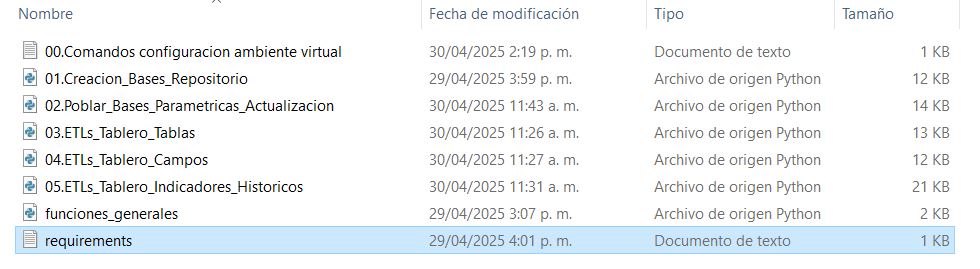 Nombre Fecha de modificación Tipo Tamaño
00.Comandos configuracion ambiente virtual 30/04/2025 2:19 p. m. Documento de texto 1 KB
01.Creacion_Bases_Repositorio 29/04/2025 3:59 p. m. Archivo de origen Python 12 KB
02.Poblar_Bases_Parametricas_Actualizacion 30/04/2025 11:43 a. m. Archivo de origen Python 14 KB
03.ETLs_Tablero_Tablas 30/04/2025 11:26 a. m. Archivo de origen Python 13 KB
04.ETLs_Tablero_Campos 30/04/2025 11:27 a. m. Archivo de origen Python 12 KB
05.ETLs_Tablero_Indicadores_Historicos 30/04/2025 11:31 a. m. Archivo de origen Python 21 KB
funciones_generales 29/04/2025 3:07 p. m. Archivo de origen Python 2 KB
requirements 29/04/2025 4:01 p. m. Documento de texto 1 KB